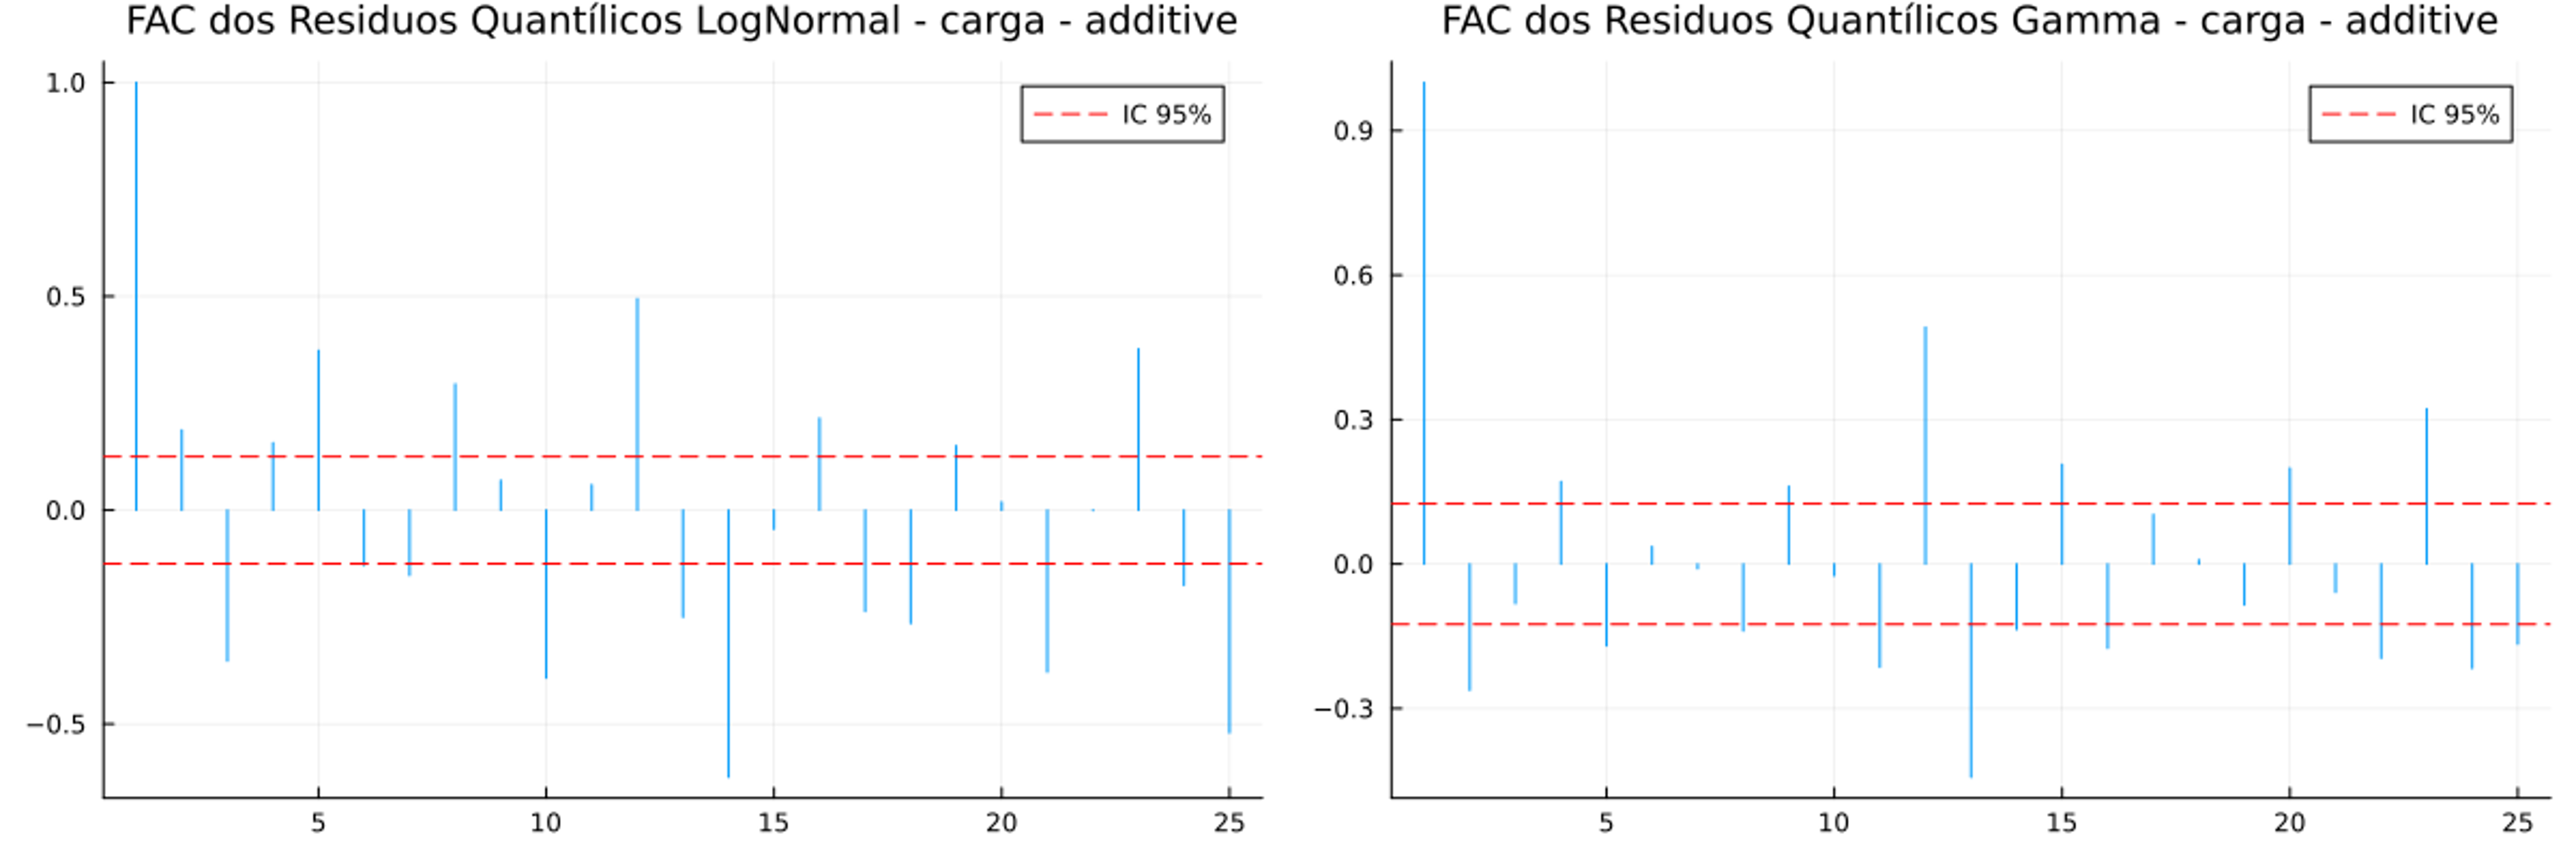 FAC dos Residuos Quantílicos LogNormal - carga - additive
1.0
IC 95%
0.5
0.0
−0.5
5 10 15 20 25
FAC dos Residuos Quantílicos Gamma - carga - additive
IC 95%
0.9
0.6
0.3
0.0
−0.3
5 10 15 20 25